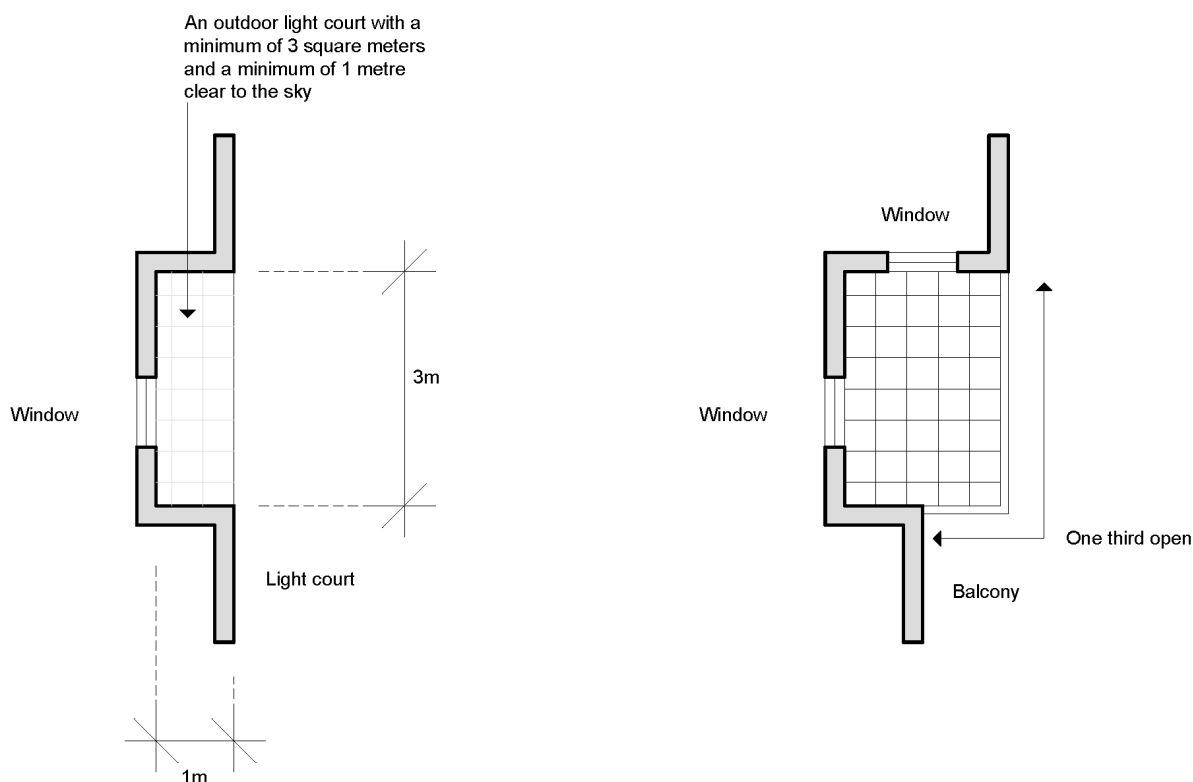 An outdoor light court with a
minimum of 3 square meters
and a minimum of 1 metre
clear to the sky
Window
3m
Window
Light court
1m
Window
Window
One third open
Balcony